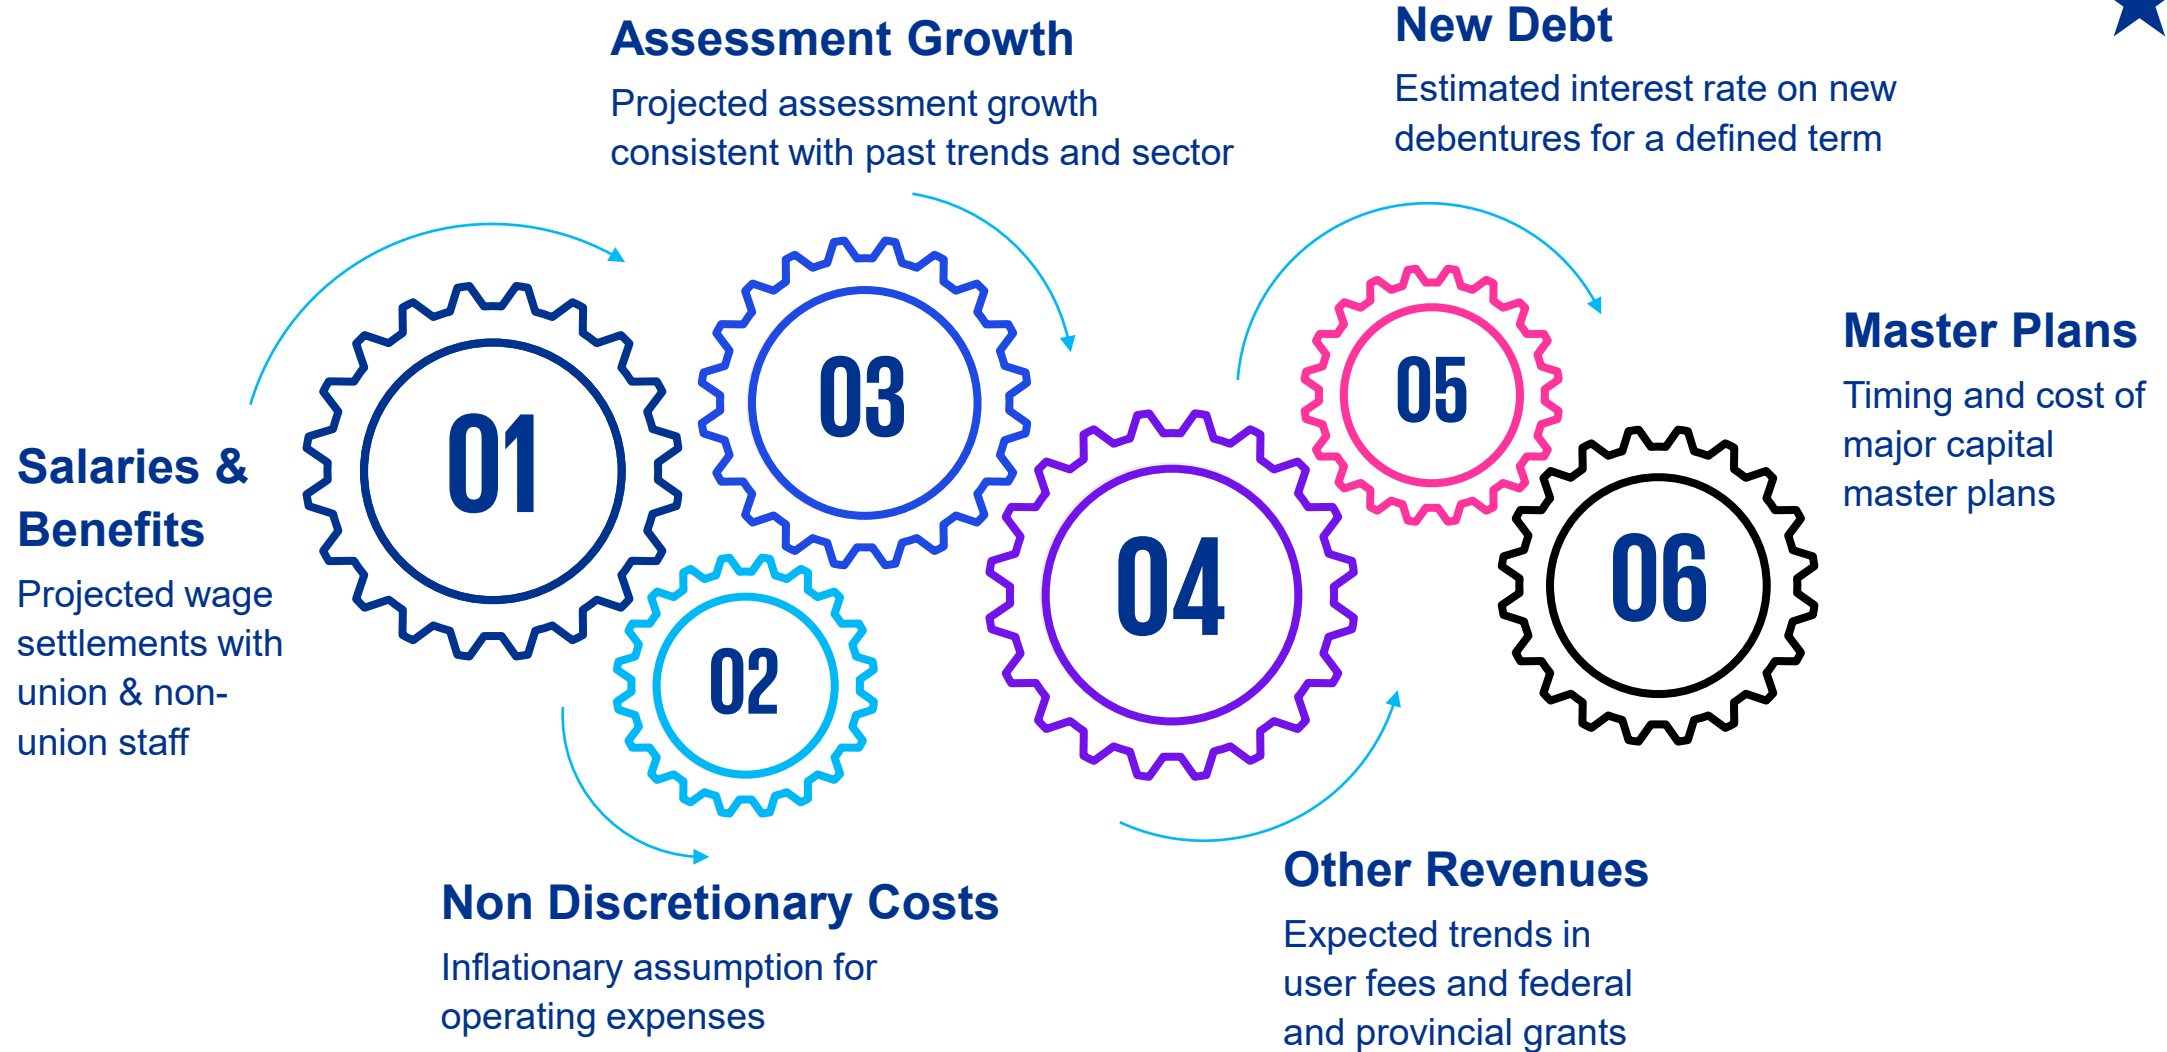 Salaries &
Benefits
Projected wage
settlements with
union & non-
union staff
01
02
Non Discretionary Costs
Inflationary assumption for
operating expenses
Assessment Growth
Projected assessment growth
consistent with past trends and sector
03
04
Other Revenues
Expected trends in
user fees and federal
and provincial grants
New Debt
Estimated interest rate on new
debentures for a defined term
05
06
Master Plans
Timing and cost of
major capital
master plans